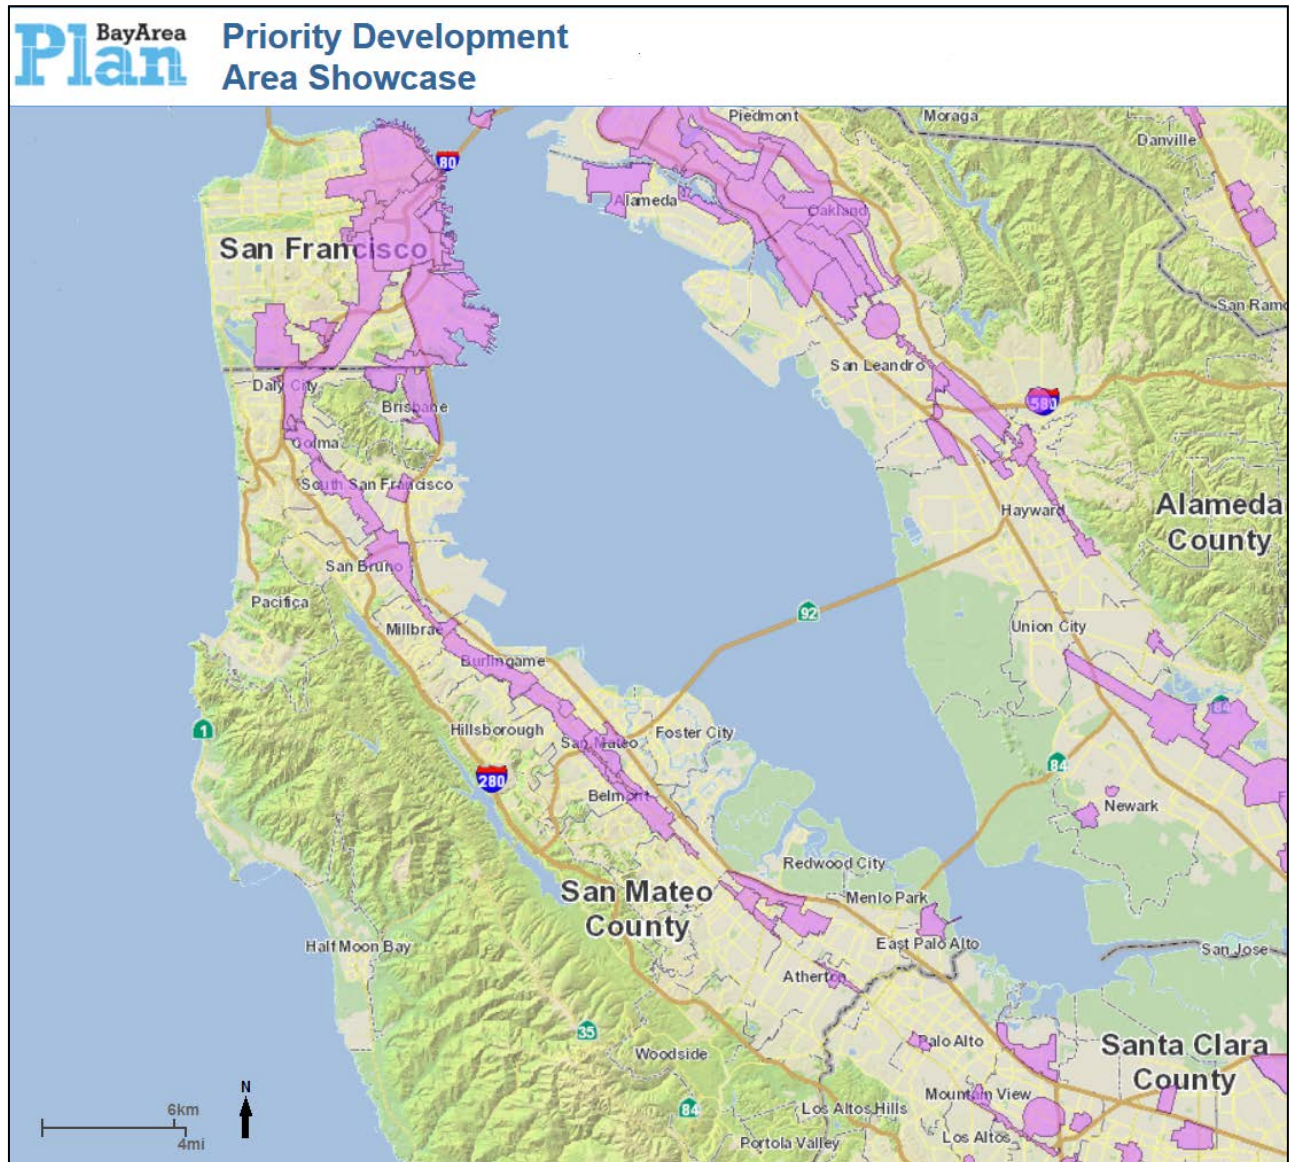 BayArea
Plan
Priority Development
Area Showcase
Piedmont
Moraga
Danville
80
Alameda
Oakland
San Francisco
San Ramo
San Leandro
Daly City
580
Brisbane
Colma
South San Francisco
Hayward
Alameda
County
San Bruno
Pacifica
92
Millbrae
Union City
Burlingame
84
1
Hillsborough
San Mateo
Foster City
84
280
Belmont
Newark
F
Redwood City
San Mateo
County
Menlo Park
Half Moon Bay
East Palo Alto
San Jose
Atherton
35
Palo Alto
Santa Clara
County
Woodside
Mountain View
N
6km
4mi
84
Los Altos Hills
Los Altos
Portola Valley